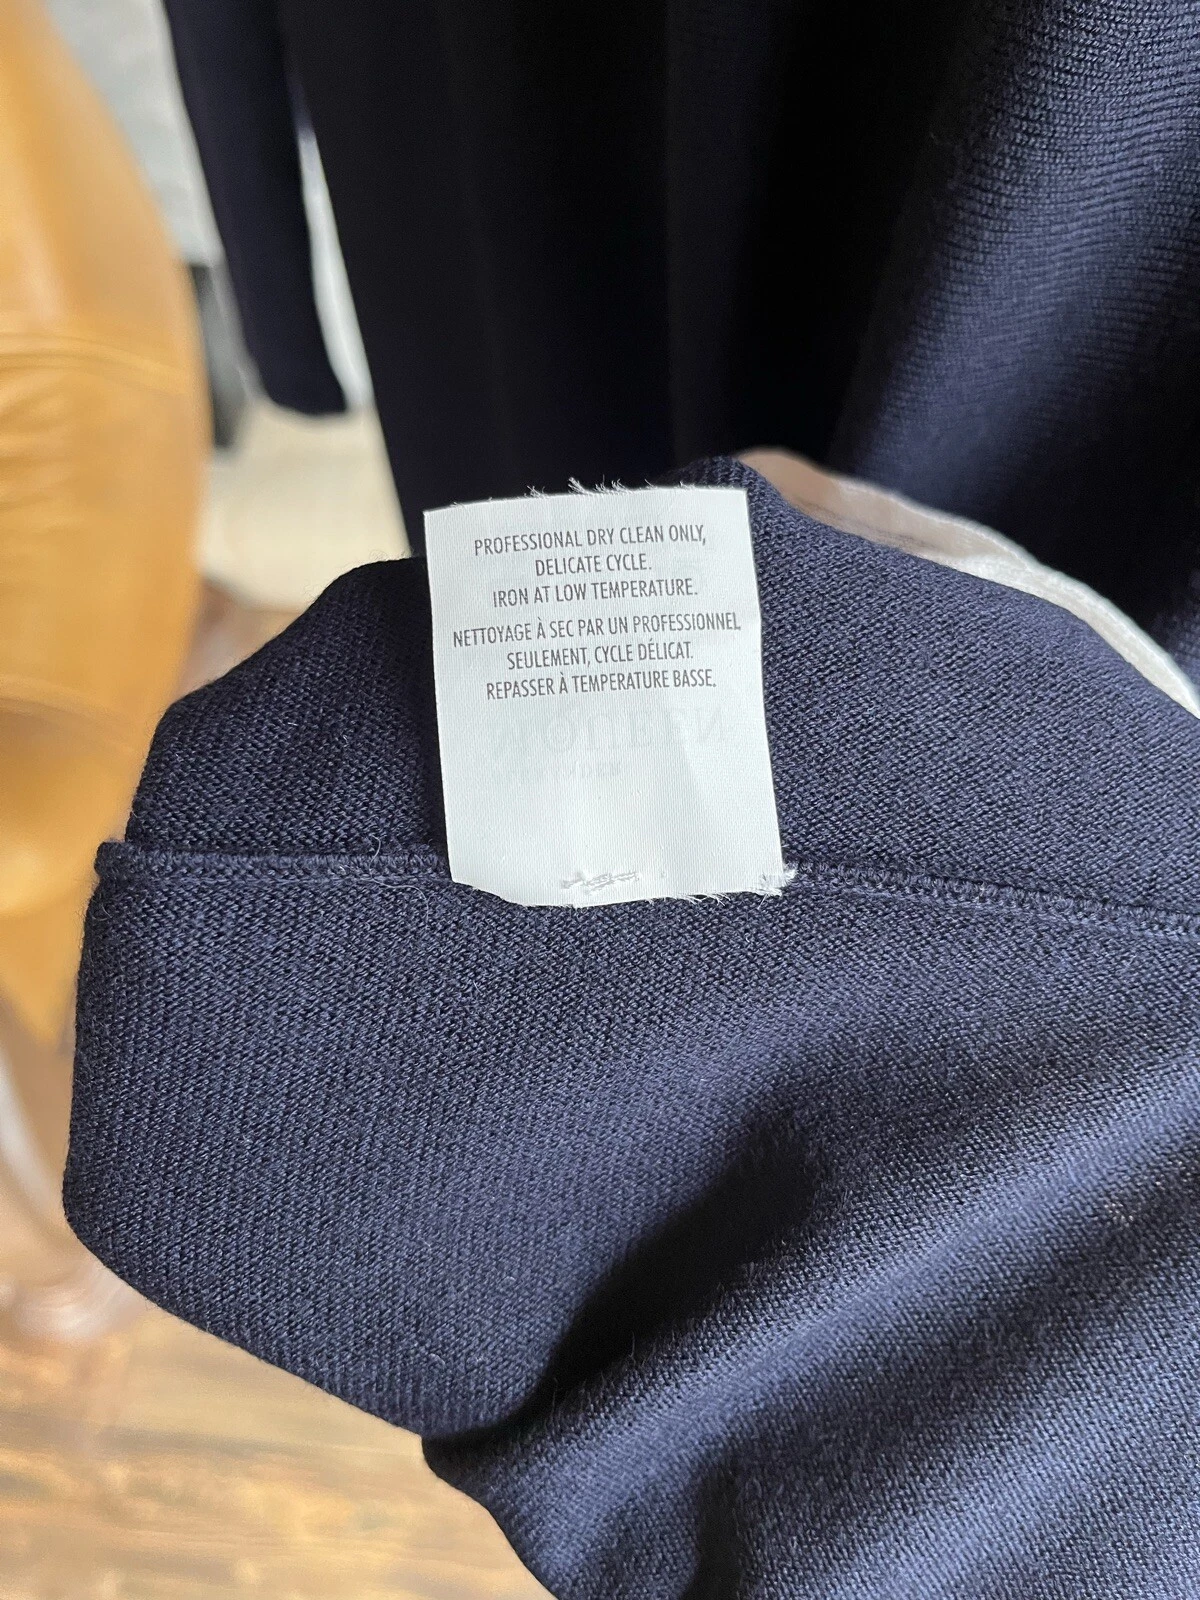 PROFESSIONAL DRY CLEAN ONLY,
DELICATE CYCLE.
IRON AT LOW TEMPERATURE.
NETTOYAGE À SEC PAR UN PROFESSIONNEL
SEULEMENT, CYCLE DÉLICAT.
REPASSER À TEMPERATURE BASSE.